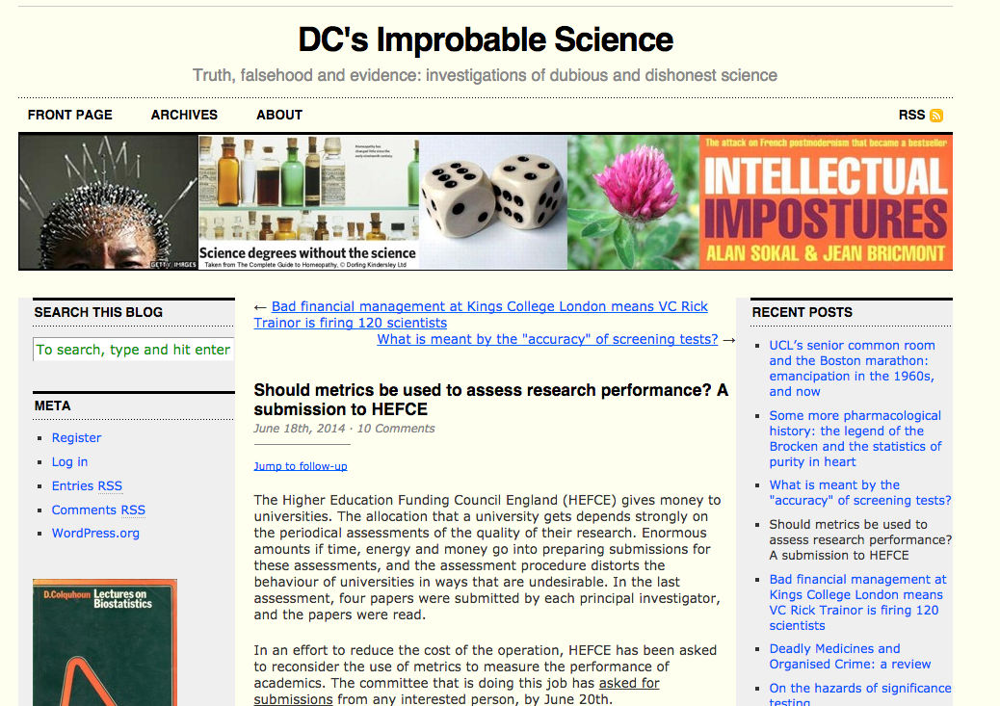 DC's Improbable Science
Truth, falsehood and evidence: investigations of dubious and dishonest science
FRONT PAGE
ARCHIVES
ABOUT
RSS
GETTY IMAGES
Homeopathy has
changed little since the
early nineteenth century.
Science degrees without the science
Taken from The Complete Guide to Homeopathy, © Dorling Kindersley Ltd
The attack on French postmodernism that became a bestseller
INTELLECTUAL
IMPOSTURES
ALAN SOKAL & JEAN BRICMONT
SEARCH THIS BLOG
To search, type and hit enter
META
Register
Log in
Entries RSS
Comments RSS
WordPress.org
D.Colquhoun Lectures on
Biostatistics
← Bad financial management at Kings College London means VC Rick
Trainor is firing 120 scientists
What is meant by the "accuracy" of screening tests? →
Should metrics be used to assess research performance? A
submission to HEFCE
June 18th, 2014 · 10 Comments
Jump to follow-up
The Higher Education Funding Council England (HEFCE) gives money to
universities. The allocation that a university gets depends strongly on
the periodical assessments of the quality of their research. Enormous
amounts if time, energy and money go into preparing submissions for
these assessments, and the assessment procedure distorts the
behaviour of universities in ways that are undesirable. In the last
assessment, four papers were submitted by each principal investigator,
and the papers were read.
In an effort to reduce the cost of the operation, HEFCE has been asked
to reconsider the use of metrics to measure the performance of
academics. The committee that is doing this job has asked for
submissions from any interested person, by June 20th.
RECENT POSTS
UCL's senior common room
and the Boston marathon:
emancipation in the 1960s,
and now
Some more pharmacological
history: the legend of the
Brocken and the statistics of
purity in heart
What is meant by the
"accuracy" of screening tests?
Should metrics be used to
assess research performance?
A submission to HEFCE
Bad financial management at
Kings College London means
VC Rick Trainor is firing 120
scientists
Deadly Medicines and
Organised Crime: a review
On the hazards of significance
testing